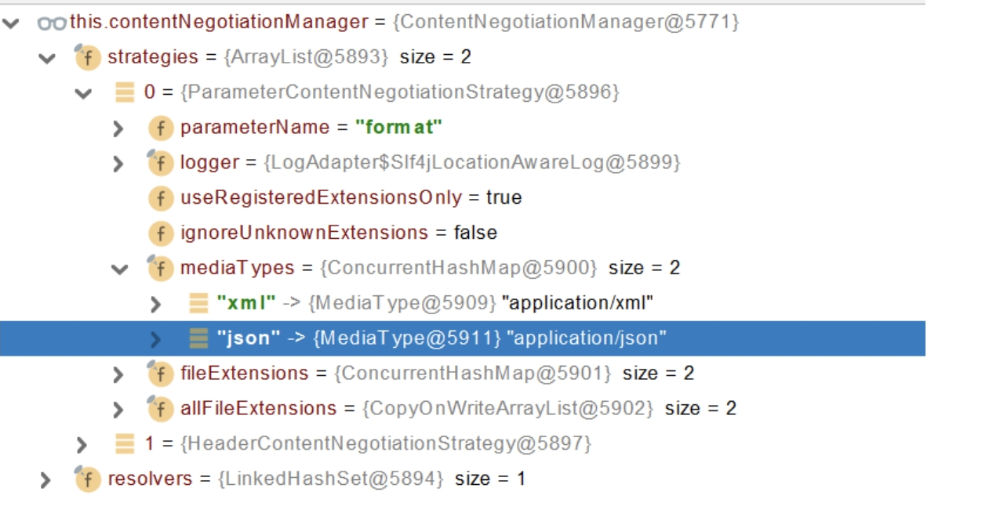 this.contentNegotiationManager = {ContentNegotiationManager@5771}
f strategies = {ArrayList@5893} size = 2
0 = {ParameterContentNegotiationStrategy@5896}
f parameterName = "format"
f logger = {LogAdapter$Slf4jLocationAwareLog@5899}
f useRegisteredExtensionsOnly = true
f ignoreUnknownExtensions = false
f mediaTypes = {ConcurrentHashMap@5900} size = 2
"xml" -> {MediaType@5909} "application/xml"
"json" -> {MediaType@5911} "application/json"
f fileExtensions = {ConcurrentHashMap@5901} size = 2
f allFileExtensions = {CopyOnWriteArrayList@5902} size = 2
1 = {HeaderContentNegotiationStrategy@5897}
f resolvers = {LinkedHashSet@5894} size = 1